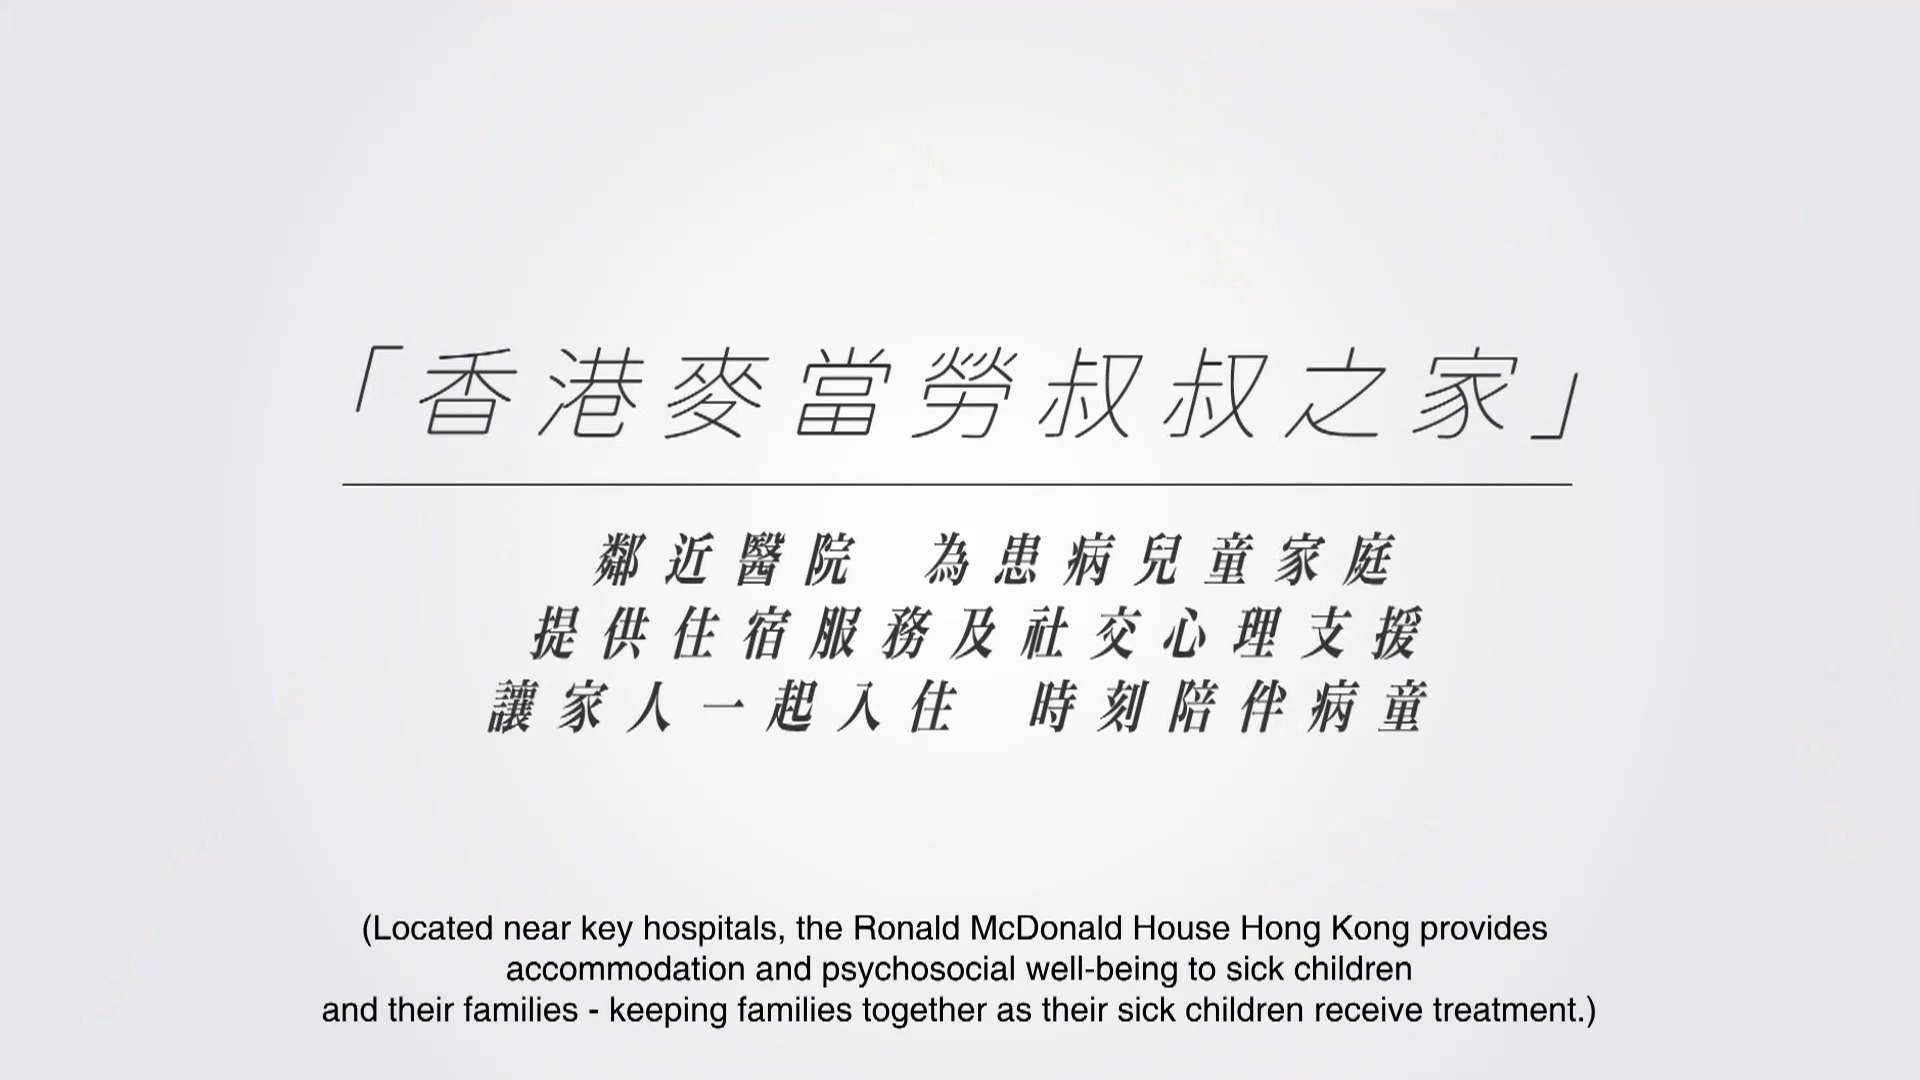 「香港麥當勞叔叔之家」
鄰近醫院 為患病兒童家庭
提供住宿服務及社交心理支援
讓家人一起入住 時刻陪伴病童
(Located near key hospitals, the Ronald McDonald House Hong Kong provides
accommodation and psychosocial well-being to sick children
and their families - keeping families together as their sick children receive treatment.)